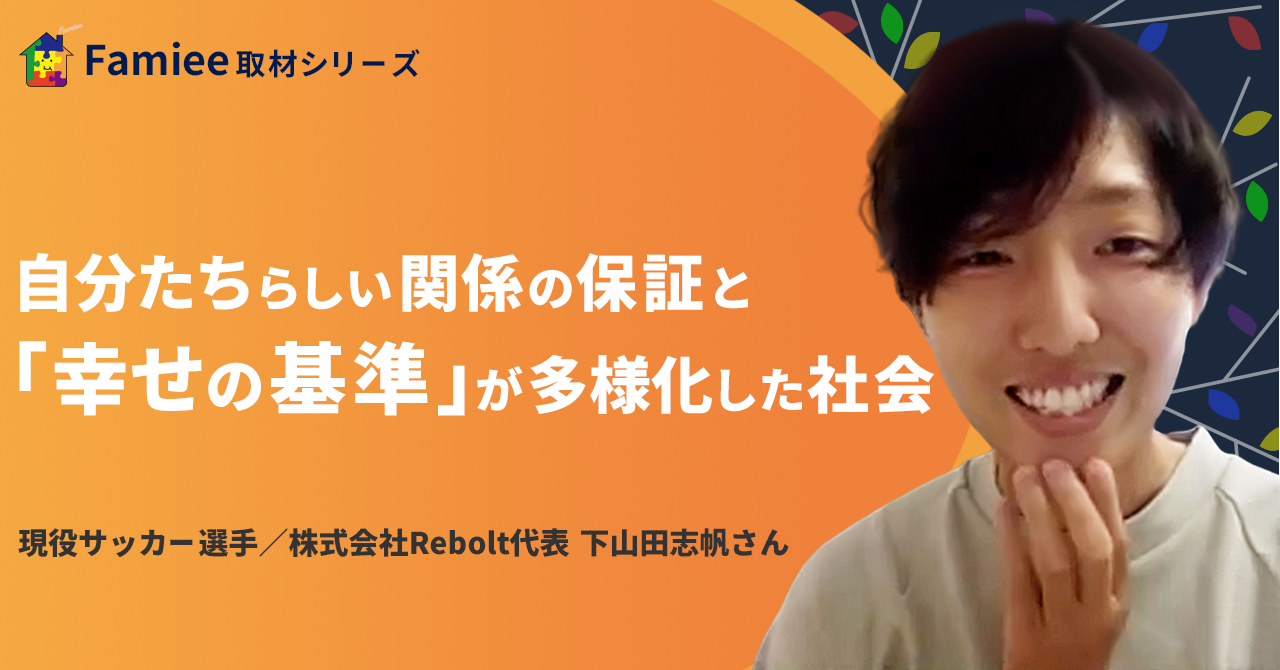 Famiee
Famiee 取材シリーズ
自分たちらしい関係の保証と
「幸せの基準」が多様化した社会
現役サッカー選手／株式会社Rebolt代表 下山田志帆さん